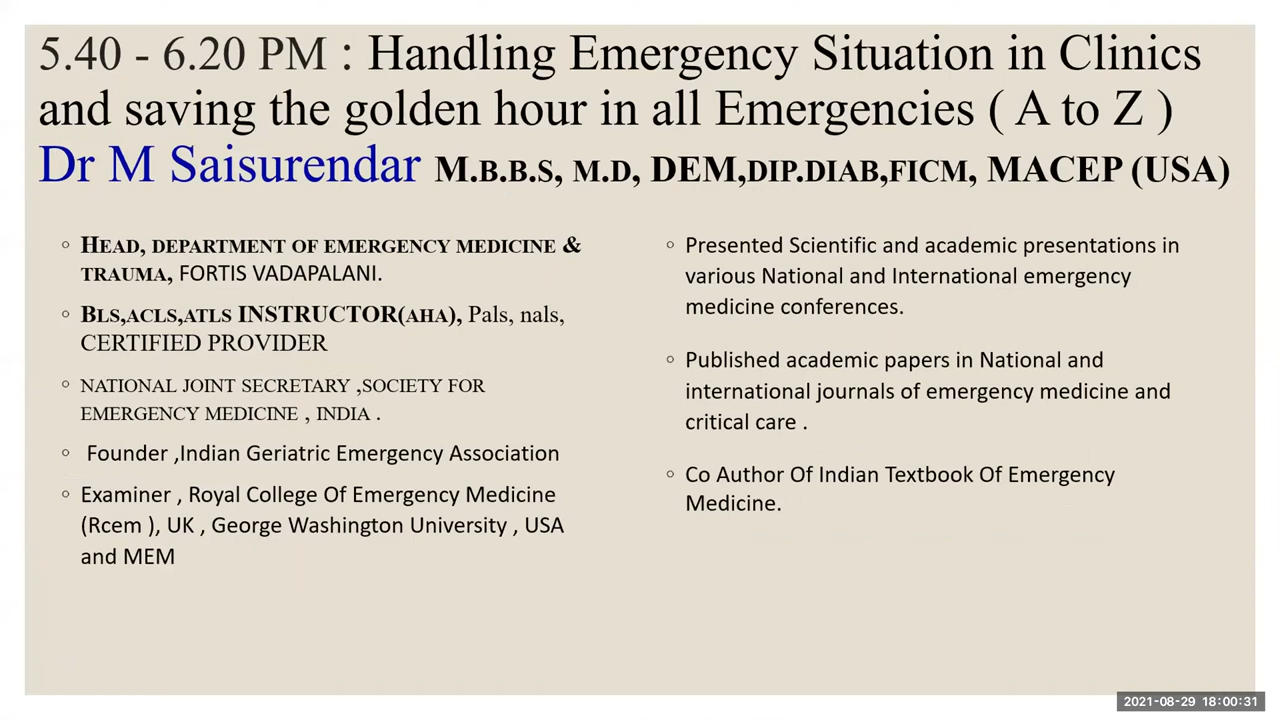 5.40 - 6.20 PM : Handling Emergency Situation in Clinics
and saving the golden hour in all Emergencies ( A to Z )
Dr M Saisurendar M.B.B.S, M.D, DEM,DIP.DIAB,FICM, MACEP (USA)
◦ HEAD, DEPARTMENT OF EMERGENCY MEDICINE &
TRAUMA, FORTIS VADAPALANI.
◦ BLS,ACLS,ATLS INSTRUCTOR(AHA), Pals, nals,
CERTIFIED PROVIDER
◦ NATIONAL JOINT SECRETARY ,SOCIETY FOR
EMERGENCY MEDICINE , INDIA .
◦ Founder ,Indian Geriatric Emergency Association
◦ Examiner , Royal College Of Emergency Medicine
(Rcem ), UK , George Washington University , USA
and MEM
◦ Presented Scientific and academic presentations in
various National and International emergency
medicine conferences.
◦ Published academic papers in National and
international journals of emergency medicine and
critical care .
◦ Co Author Of Indian Textbook Of Emergency
Medicine.
2021-08-29 18:00:31